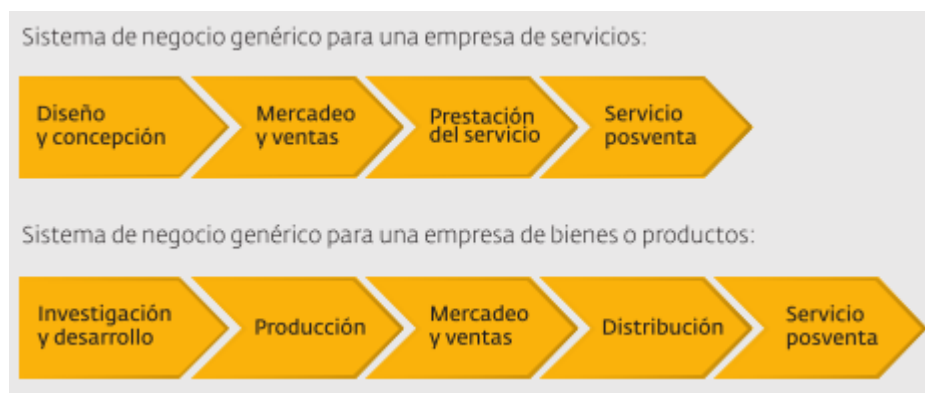 Sistema de negocio genérico para una empresa de servicios:
Diseño
y concepción
Mercadeo
y ventas
Prestación
del servicio
Servicio
posventa
Sistema de negocio genérico para una empresa de bienes o productos:
Investigación
y desarrollo
Producción
Mercadeo
y ventas
Distribución
Servicio
posventa